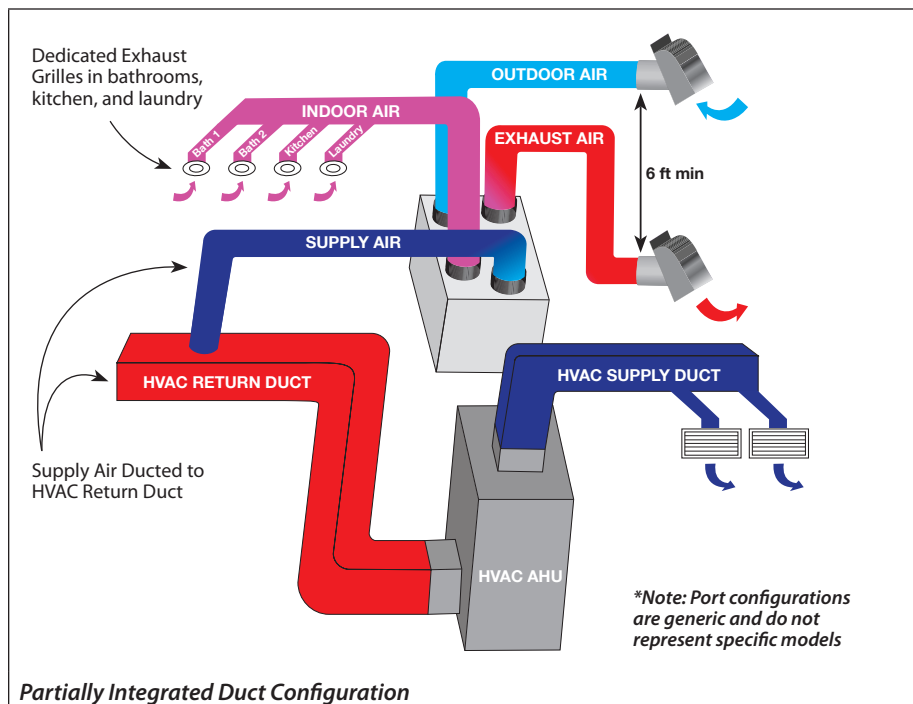 Dedicated Exhaust
Grilles in bathrooms,
kitchen, and laundry
OUTDOOR AIR
INDOOR AIR
EXHAUST AIR
Bath 1
Bath 2
Kitchen
Laundry
6 ft min
SUPPLY AIR
HVAC RETURN DUCT
HVAC SUPPLY DUCT
Supply Air Ducted to
HVAC Return Duct
HVAC AHU
*Note: Port configurations
are generic and do not
represent specific models
Partially Integrated Duct Configuration